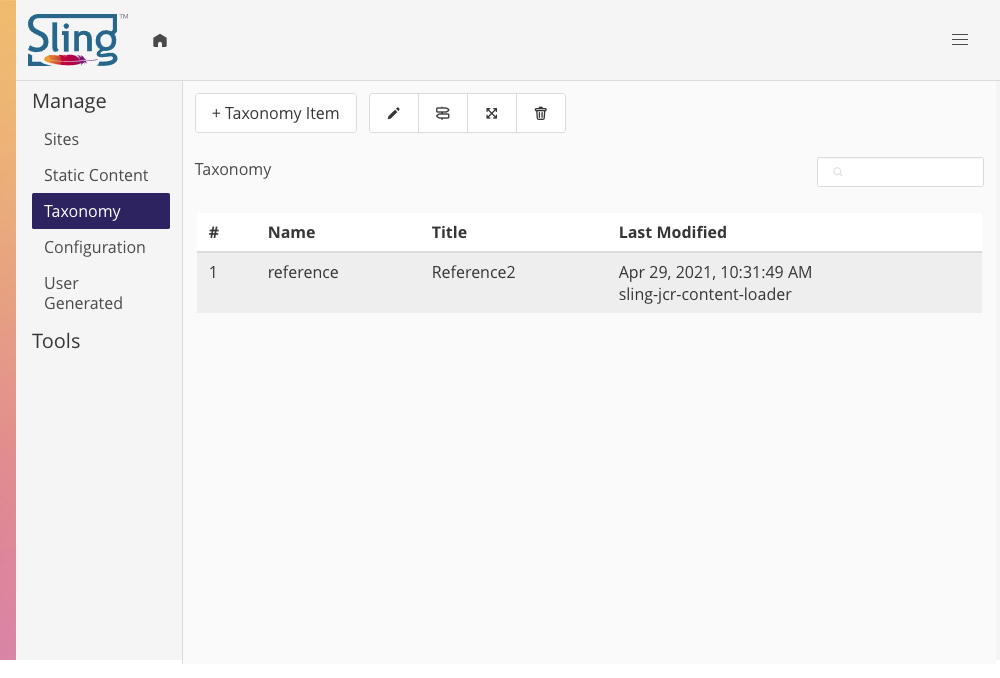 Sling™
Manage
Sites
Static Content
Taxonomy
Configuration
User
Generated
Tools
+ Taxonomy Item
Taxonomy
# Name Title Last Modified
1 reference Reference2 Apr 29, 2021, 10:31:49 AM
sling-jcr-content-loader